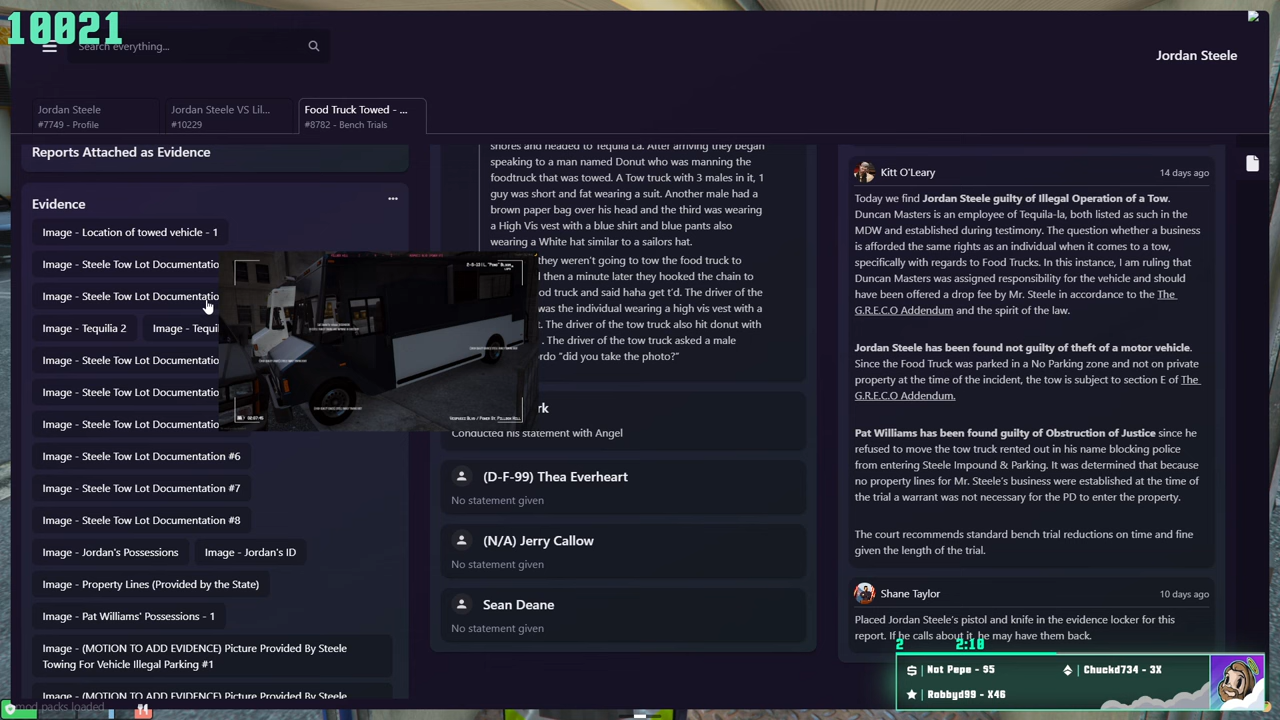 10021
Search everything...
Jordan Steele
Jordan Steele
#7749 - Profile
Jordan Steele VS Lil...
#10229
Food Truck Towed - ...
#8782 - Bench Trials
Reports Attached as Evidence
Evidence
Image - Location of towed vehicle - 1
Image - Steele Tow Lot Documentatio
Image - Steele Tow Lot Documentatio
Image - Tequilia 2
Image - Tequil
Image - Steele Tow Lot Documentatio
Image - Steele Tow Lot Documentatio
Image - Steele Tow Lot Documentatio
Image - Steele Tow Lot Documentation #6
Image - Steele Tow Lot Documentation #7
Image - Steele Tow Lot Documentation #8
Image - Jordan's Possessions
Image - Jordan's ID
Image - Property Lines (Provided by the State)
Image - Pat Williams' Possessions - 1
Image - (MOTION TO ADD EVIDENCE) Picture Provided By Steele
Towing For Vehicle Illegal Parking #1
Image - (MOTION TO ADD EVIDENCE) Picture Provided By Steele
mod packs loaded
shores and headed to Tequila La. After arriving they began
speaking to a man named Donut who was manning the
foodtruck that was towed. A Tow truck with 3 males in it, 1
guy was short and fat wearing a suit. Another male had a
brown paper bag over his head and the third was wearing
a High Vis vest with a blue shirt and blue pants also
wearing a White hat similar to a sailors hat.
they weren't going to tow the food truck to
d then a minute later they hooked the chain to
od truck and said haha get t'd. The driver of the
was the individual wearing a high vis vest with a
t. The driver of the tow truck also hit donut with
. The driver of the tow truck asked a male
erdo "did you take the photo?"
rk
Conducted his statement with Angel
(D-F-99) Thea Everheart
No statement given
(N/A) Jerry Callow
No statement given
Sean Deane
No statement given
Kitt O'Leary
14 days ago
Today we find Jordan Steele guilty of Illegal Operation of a Tow.
Duncan Masters is an employee of Tequila-la, both listed as such in the
MDW and established during testimony. The question whether a business
is afforded the same rights as an individual when it comes to a tow,
specifically with regards to Food Trucks. In this instance, I am ruling that
Duncan Masters was assigned responsibility for the vehicle and should
have been offered a drop fee by Mr. Steele in accordance to the The
G.R.E.C.O Addendum and the spirit of the law.
Jordan Steele has been found not guilty of theft of a motor vehicle.
Since the Food Truck was parked in a No Parking zone and not on private
property at the time of the incident, the tow is subject to section E of The
G.R.E.C.O Addendum.
Pat Williams has been found guilty of Obstruction of Justice since he
refused to move the tow truck rented out in his name blocking police
from entering Steele Impound & Parking. It was determined that because
no property lines for Mr. Steele's business were established at the time of
the trial a warrant was not necessary for the PD to enter the property.
The court recommends standard bench trial reductions on time and fine
given the length of the trial.
Shane Taylor
10 days ago
Placed Jordan Steele's pistol and knife in the evidence locker for this
report. If he calls about it, he may have them back.
2
2:10
Not Pepe - 95
Chuckd734 - 3X
Robbyd99 - X46